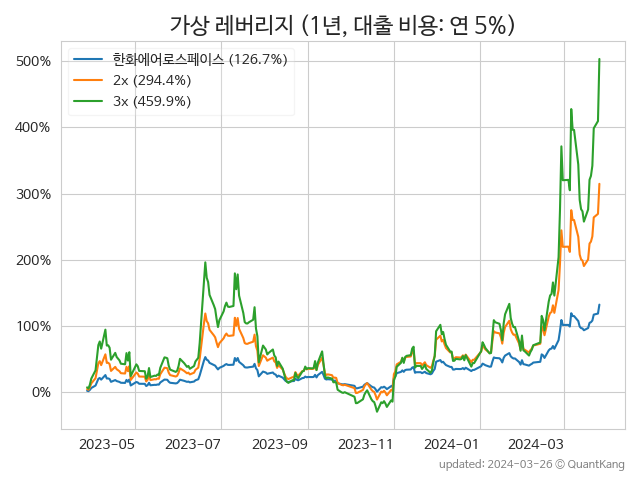 가상 레버리지 (1년, 대출 비용: 연 5%)
한화에어로스페이스 (126.7%)
2x (294.4%)
3x (459.9%)
500%
400%
300%
200%
100%
0%
2023-05 2023-07 2023-09 2023-11 2024-01 2024-03
updated: 2024-03-26 © QuantKang